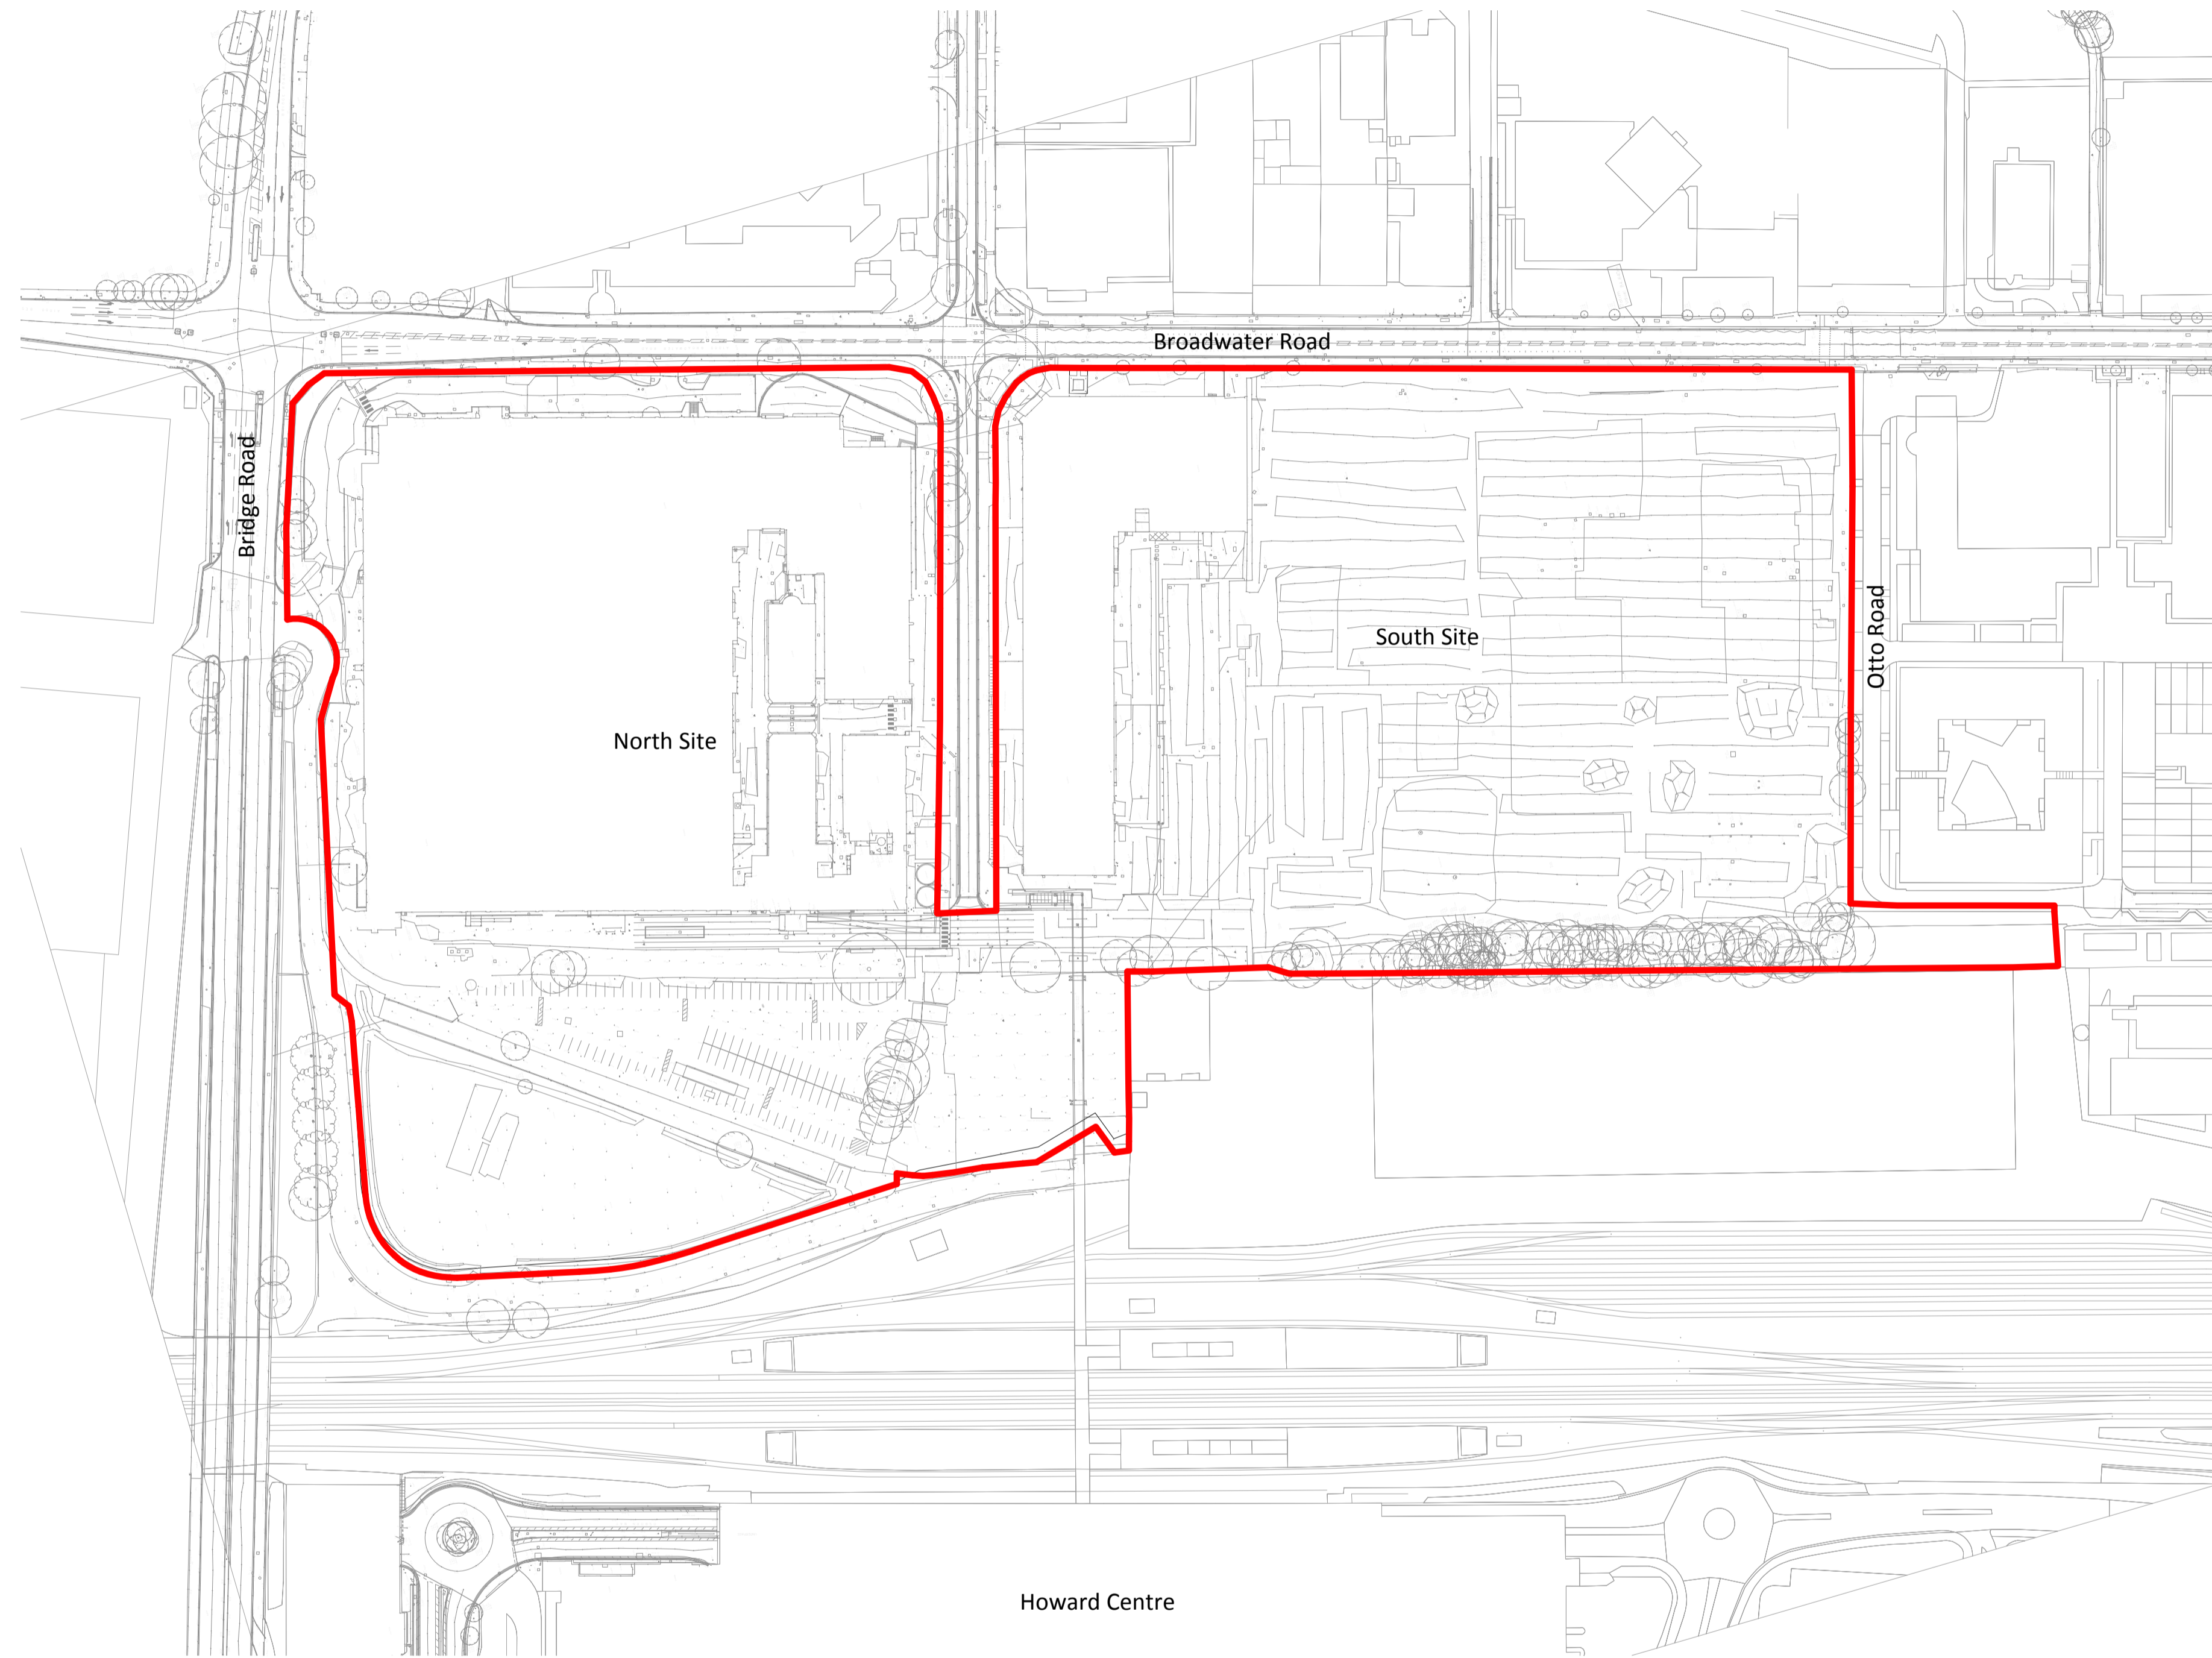 Broadwater Road
Bridge Road
Otto Road
South Site
North Site
Howard Centre